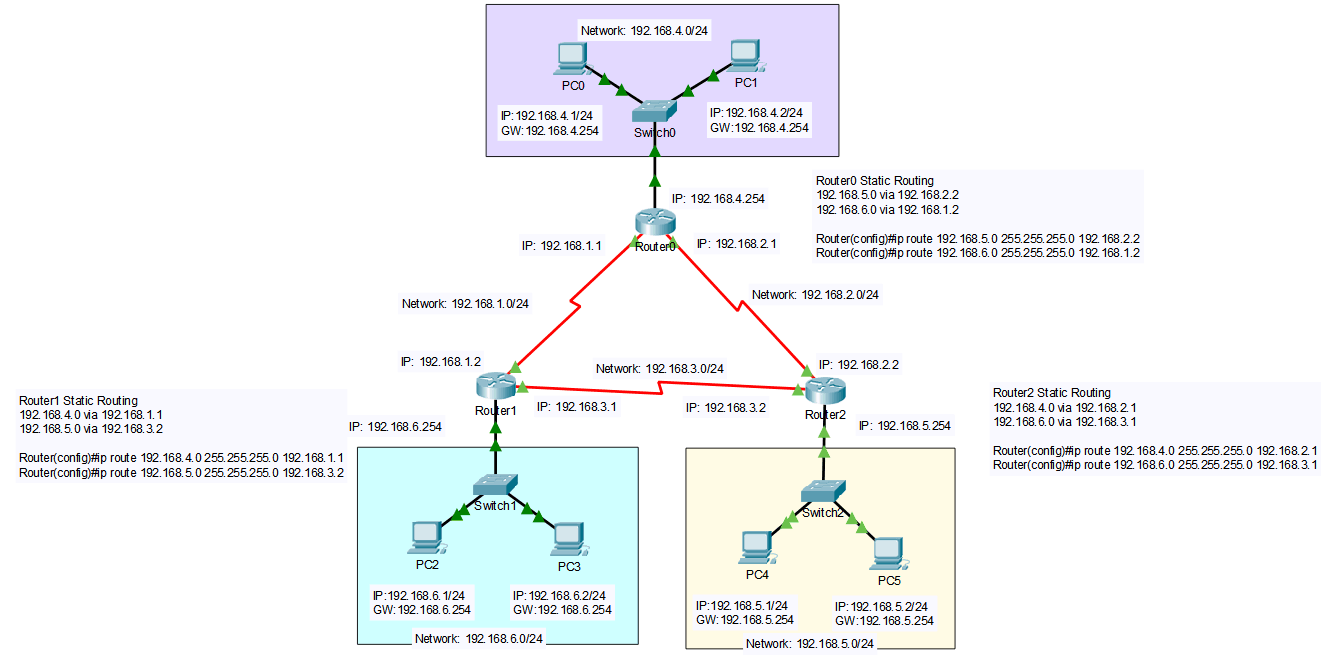 Network: 192.168.4.0/24
PC0
PC1
IP:192.168.4.1/24
GW:192.168.4.254
Switch0
IP:192.168.4.2/24
GW:192.168.4.254
IP: 192.168.4.254
Router0
IP: 192.168.1.1
IP: 192.168.2.1
Router0 Static Routing
192.168.5.0 via 192.168.2.2
192.168.6.0 via 192.168.1.2
Router(config)#ip route 192.168.5.0 255.255.255.0 192.168.2.2
Router(config)#ip route 192.168.6.0 255.255.255.0 192.168.1.2
Network: 192.168.1.0/24
Network: 192.168.2.0/24
IP: 192.168.1.2
Network: 192.168.3.0/24
IP: 192.168.2.2
Router1
IP: 192.168.3.1
IP: 192.168.3.2
Router2
Router1 Static Routing
192.168.4.0 via 192.168.1.1
192.168.5.0 via 192.168.3.2
Router(config)#ip route 192.168.4.0 255.255.255.0 192.168.1.1
Router(config)#ip route 192.168.5.0 255.255.255.0 192.168.3.2
IP: 192.168.6.254
IP: 192.168.5.254
Router2 Static Routing
192.168.4.0 via 192.168.2.1
192.168.6.0 via 192.168.3.1
Router(config)#ip route 192.168.4.0 255.255.255.0 192.168.2.1
Router(config)#ip route 192.168.6.0 255.255.255.0 192.168.3.1
Switch1
PC2
PC3
IP:192.168.6.1/24
GW:192.168.6.254
IP:192.168.6.2/24
GW:192.168.6.254
Network: 192.168.6.0/24
Switch2
PC4
PC5
IP:192.168.5.1/24
GW:192.168.5.254
IP:192.168.5.2/24
GW:192.168.5.254
Network: 192.168.5.0/24